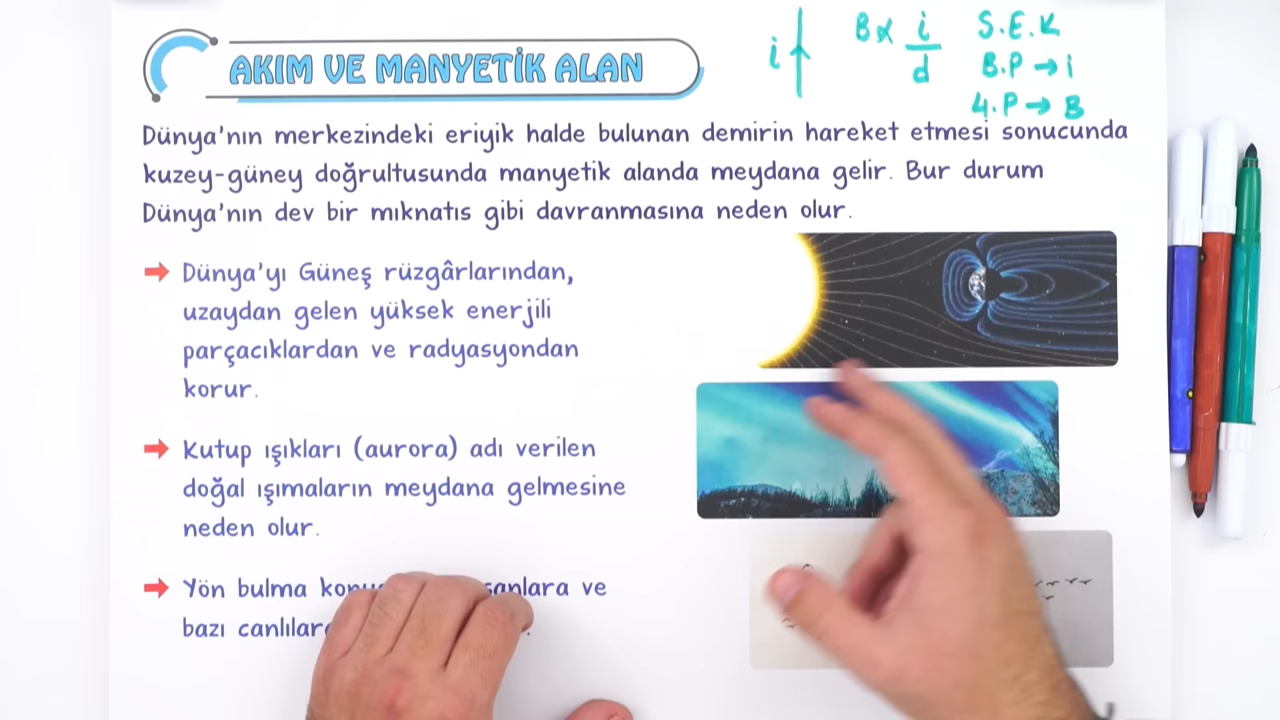 AKIM VE MANYETİK ALAN
i B α i/d S.E.K
B.P → i
4.P → B
Dünya'nın merkezindeki eriyik halde bulunan demirin hareket etmesi sonucunda
kuzey-güney doğrultusunda manyetik alanda meydana gelir. Bur durum
Dünya'nın dev bir mıknatıs gibi davranmasına neden olur.
→ Dünya'yı Güneş rüzgârlarından,
uzaydan gelen yüksek enerjili
parçacıklardan ve radyasyondan
korur.
→ Kutup ışıkları (aurora) adı verilen
doğal ışımaların meydana gelmesine
neden olur.
→ Yön bulma ve
bazı